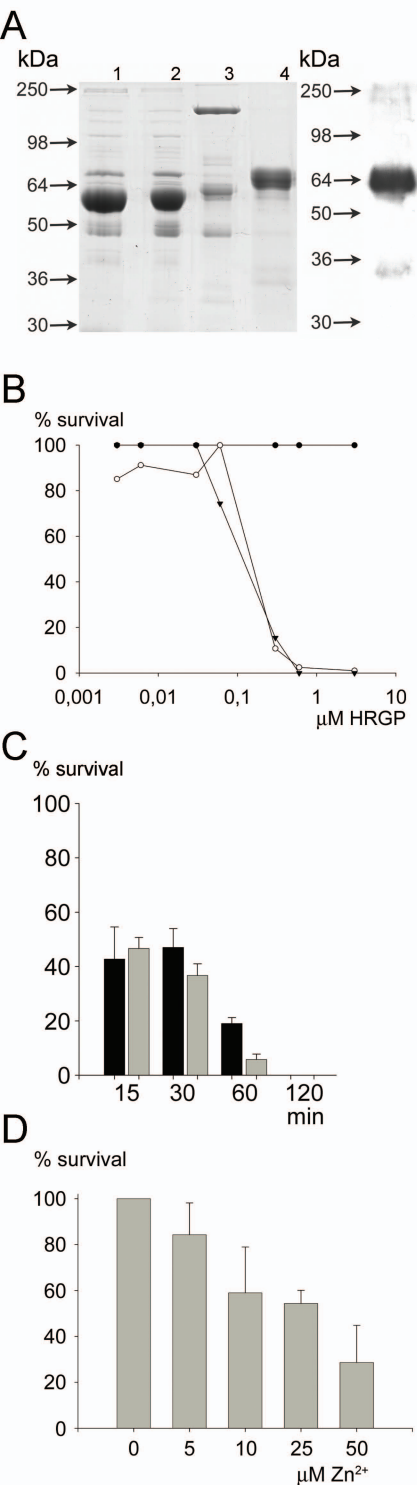 A
kDa 1 2 3 4 kDa
250 250
98 98
64 64
50 50
36 36
30 30
B
% survival
100
80
60
40
20
0
0,001 0,01 0,1 1 10
µM HRGP
C
% survival
100
80
60
40
20
0
15 30 60 120
min
D
% survival
100
80
60
40
20
0
0 5 10 25 50
µM Zn²⁺